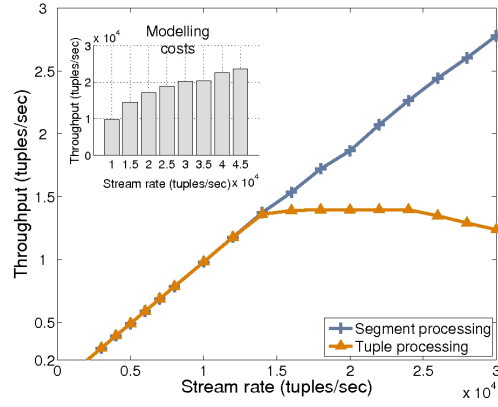 Modelling
costs
x 10^4
Throughput (tuples/sec)
3
2
1
0
1 1.5 2 2.5 3 3.5 4 4.5
Stream rate (tuples/sec) x 10^4
Throughput (tuples/sec)
3
2.5
2
1.5
1
0.5
0.2
Segment processing
Tuple processing
0 0.5 1 1.5 2 2.5 3
Stream rate (tuples/sec)
x 10^4